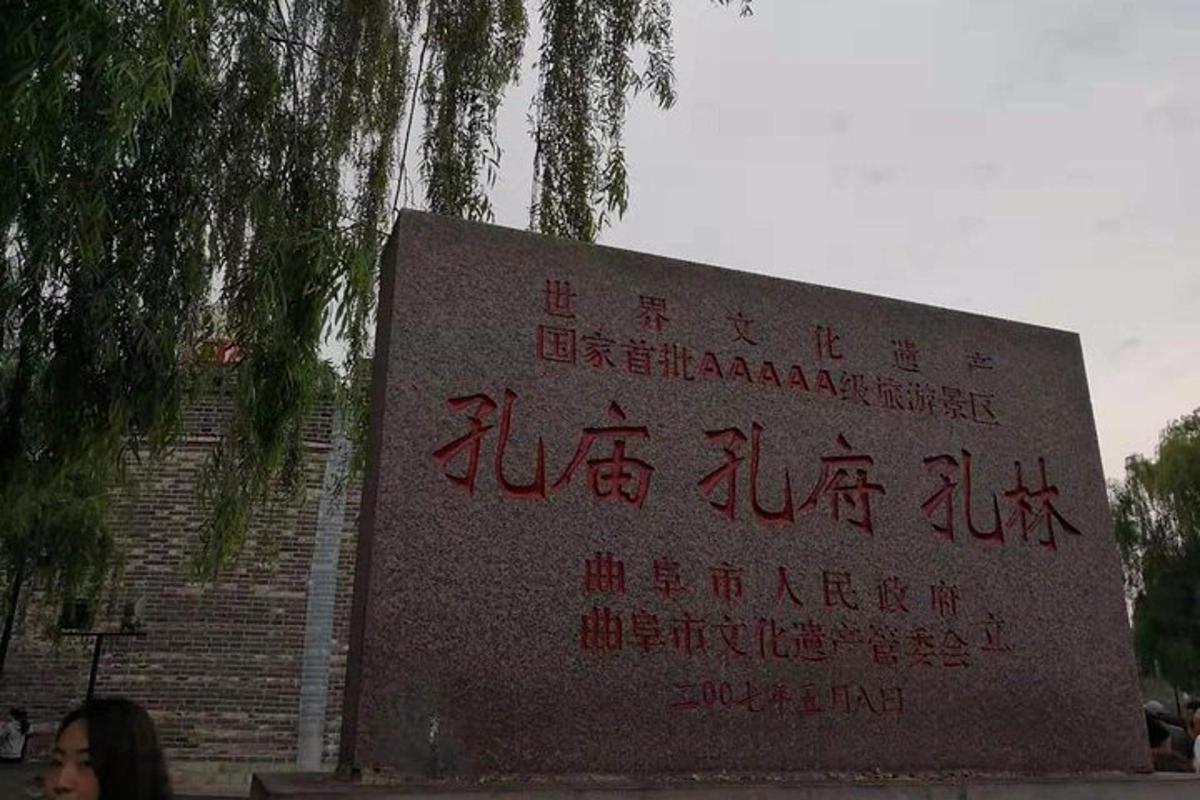 世界文化遗产
国家首批AAAAA级旅游景区
孔庙 孔府 孔林
曲阜市人民政府
曲阜市文化遗产管委会 立
二00七年五月八日